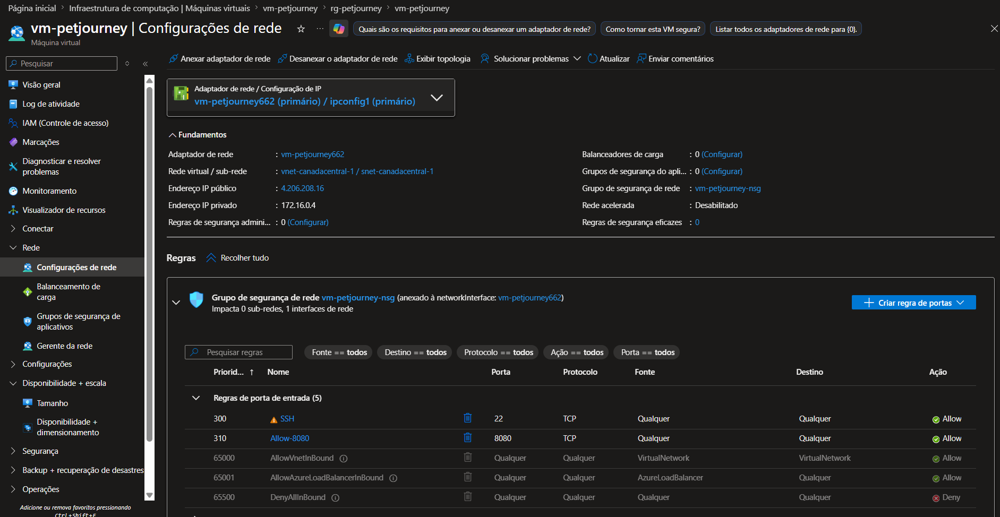 Página inicial > Infraestrutura de computação | Máquinas virtuais > vm-petjourney > rg-petjourney > vm-petjourney
vm-petjourney | Configurações de rede
Máquina virtual
Quais são os requisitos para anexar ou desanexar um adaptador de rede?
Como tornar esta VM segura?
Listar todos os adaptadores de rede para {0}.
Pesquisar
Visão geral
Log de atividade
IAM (Controle de acesso)
Marcações
Diagnosticar e resolver
problemas
Monitoramento
Visualizador de recursos
Conectar
Rede
Configurações de rede
Balanceamento de
carga
Grupos de segurança de
aplicativos
Gerente da rede
Configurações
Disponibilidade + escala
Tamanho
Disponibilidade +
dimensionamento
Segurança
Backup + recuperação de desastres
Operações
Adicione ou remova favoritos pressionando
Ctrl+Shift+F
Anexar adaptador de rede Desanexar o adaptador de rede Exibir topologia Solucionar problemas Atualizar Enviar comentários
Adaptador de rede / Configuração de IP
vm-petjourney662 (primário) / ipconfig1 (primário)
Fundamentos
Adaptador de rede : vm-petjourney662
Rede virtual / sub-rede : vnet-canadacentral-1 / snet-canadacentral-1
Endereço IP público : 4.206.208.16
Endereço IP privado : 172.16.0.4
Regras de segurança admini... : 0 (Configurar)
Balanceadores de carga : 0 (Configurar)
Grupos de segurança do apli... : 0 (Configurar)
Grupo de segurança de rede : vm-petjourney-nsg
Rede acelerada : Desabilitado
Regras de segurança eficazes : 0
Regras Recolher tudo
Grupo de segurança de rede vm-petjourney-nsg (anexado à networkInterface: vm-petjourney662)
Impacta 0 sub-redes, 1 interfaces de rede
Criar regra de portas
Pesquisar regras
Fonte == todos Destino == todos Protocolo == todos Ação == todos Porta == todos
Priorid... ↑ Nome Porta Protocolo Fonte Destino Ação
Regras de porta de entrada (5)
300 SSH 22 TCP Qualquer Qualquer Allow
310 Allow-8080 8080 TCP Qualquer Qualquer Allow
65000 AllowVnetInBound Qualquer Qualquer VirtualNetwork VirtualNetwork Allow
65001 AllowAzureLoadBalancerInBound Qualquer Qualquer AzureLoadBalancer Qualquer Allow
65500 DenyAllInBound Qualquer Qualquer Qualquer Qualquer Deny